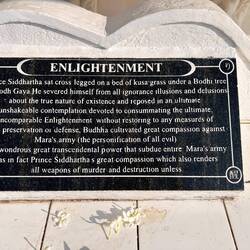 ENLIGHTENMENT
ce Siddhartha sat cross legged on a bed of kusa grass under a Bodhi tree
odh Gaya He severed himself from all ignorance illusions and delusions
about the true nature of existence and reposed in an ultimate
unshakeable contemplation devoted to consummating the ultimate,
ncomparable Enlightenment without restoring to any measures of
preservation or defense, Budhha cultivated great compassion against
Mara's army (the personification of all evil)
wondrous great transcendental power that subdue entire Mara's army
as in fact Prince Siddhartha s great compassion which also renders
all weapons of murder and destruction unless